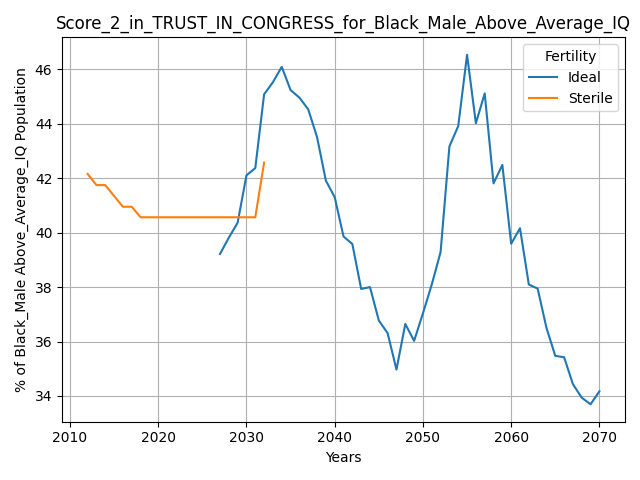 Score_2_in_TRUST_IN_CONGRESS_for_Black_Male_Above_Average_IQ
Fertility
Ideal
Sterile
% of Black_Male Above_Average_IQ Population
46
44
42
40
38
36
34
2010
2020
2030
2040
2050
2060
2070
Years